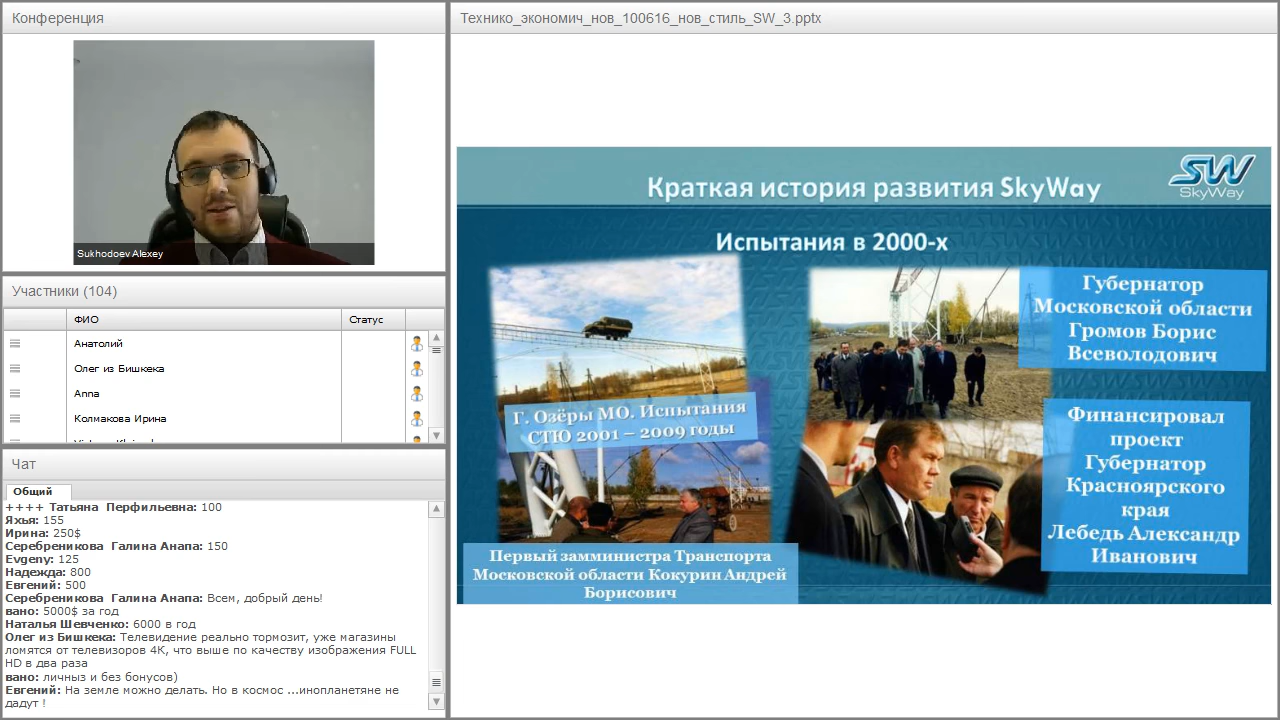 Конференция
Sukhodoev Alexey
Участники (104)
ФИО
Статус
Анатолий
Олег из Бишкека
Anna
Колмакова Ирина
Чат
Общий
++++ Татьяна Перфильевна: 100
Яхья: 155
Ирина: 250$
Серебреникова Галина Анапа: 150
Evgeny: 125
Надежда: 800
Евгений: 500
Серебреникова Галина Анапа: Всем, добрый день!
вано: 5000$ за год
Наталья Шевченко: 6000 в год
Олег из Бишкека: Телевидение реально тормозит, уже магазины
ломятся от телевизоров 4K, что выше по качеству изображения FULL
HD в два раза
вано: личныз и без бонусов)
Евгений: На земле можно делать. Но в космос ...инопланетяне не
дадут !
Технико_экономич_нов_100616_нов_стиль_SW_3.pptx
Краткая история развития SkyWay
SW
SkyWay
Испытания в 2000-х
Г. Озёры МО. Испытания
СТЮ 2001 – 2009 годы
Первый замминистра Транспорта
Московской области Кокурин Андрей
Борисович
Губернатор
Московской области
Громов Борис
Всеволодович
Финансировал
проект
Губернатор
Красноярского
края
Лебедь Александр
Иванович